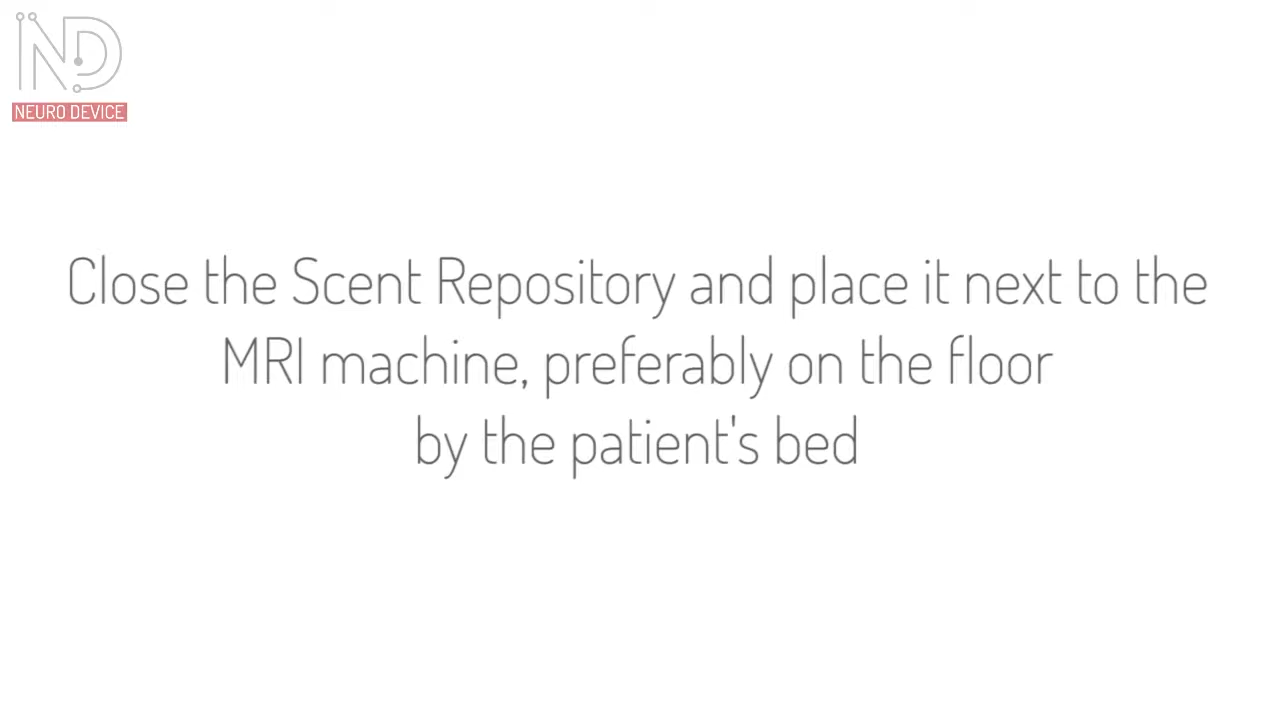 ND
NEURO DEVICE
Close the Scent Repository and place it next to the
MRI machine, preferably on the floor
by the patient's bed